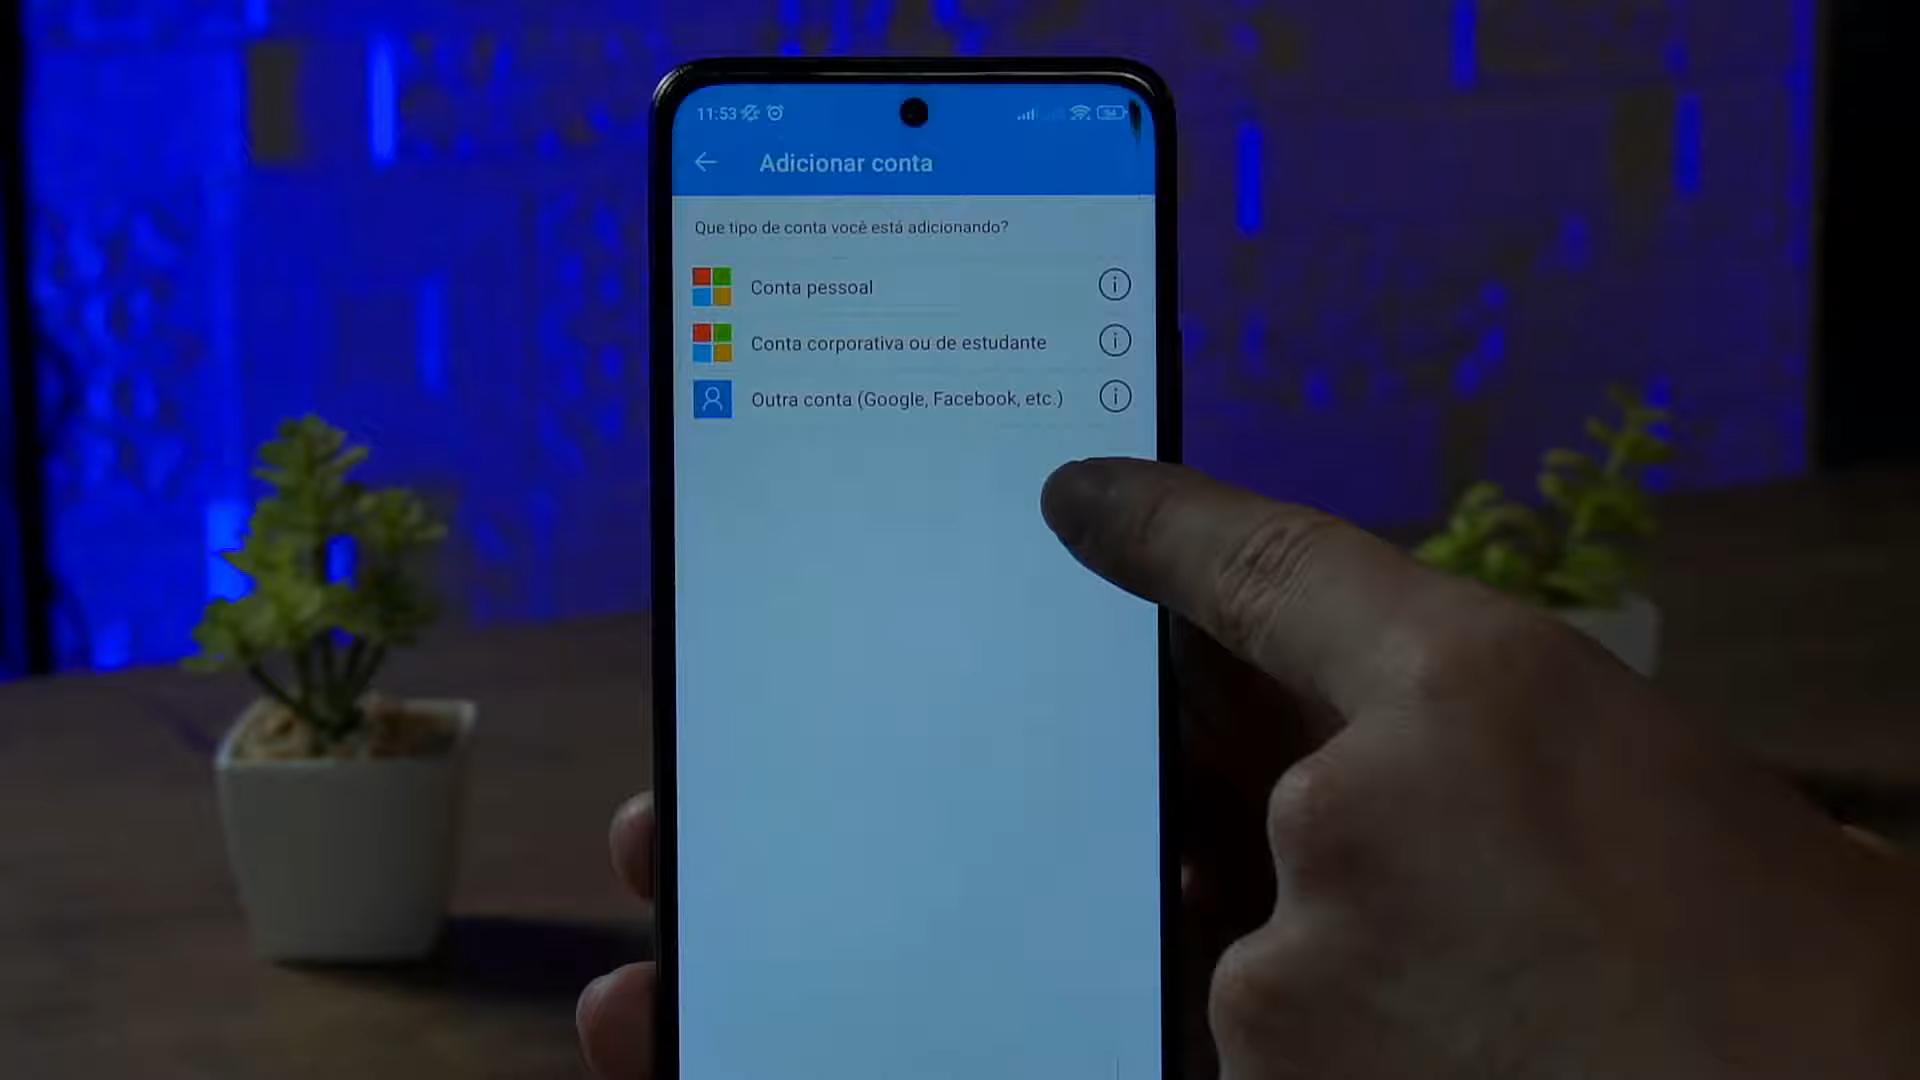 11:53
Adicionar conta
Que tipo de conta você está adicionando?
Conta pessoal
Conta corporativa ou de estudante
Outra conta (Google, Facebook, etc.)